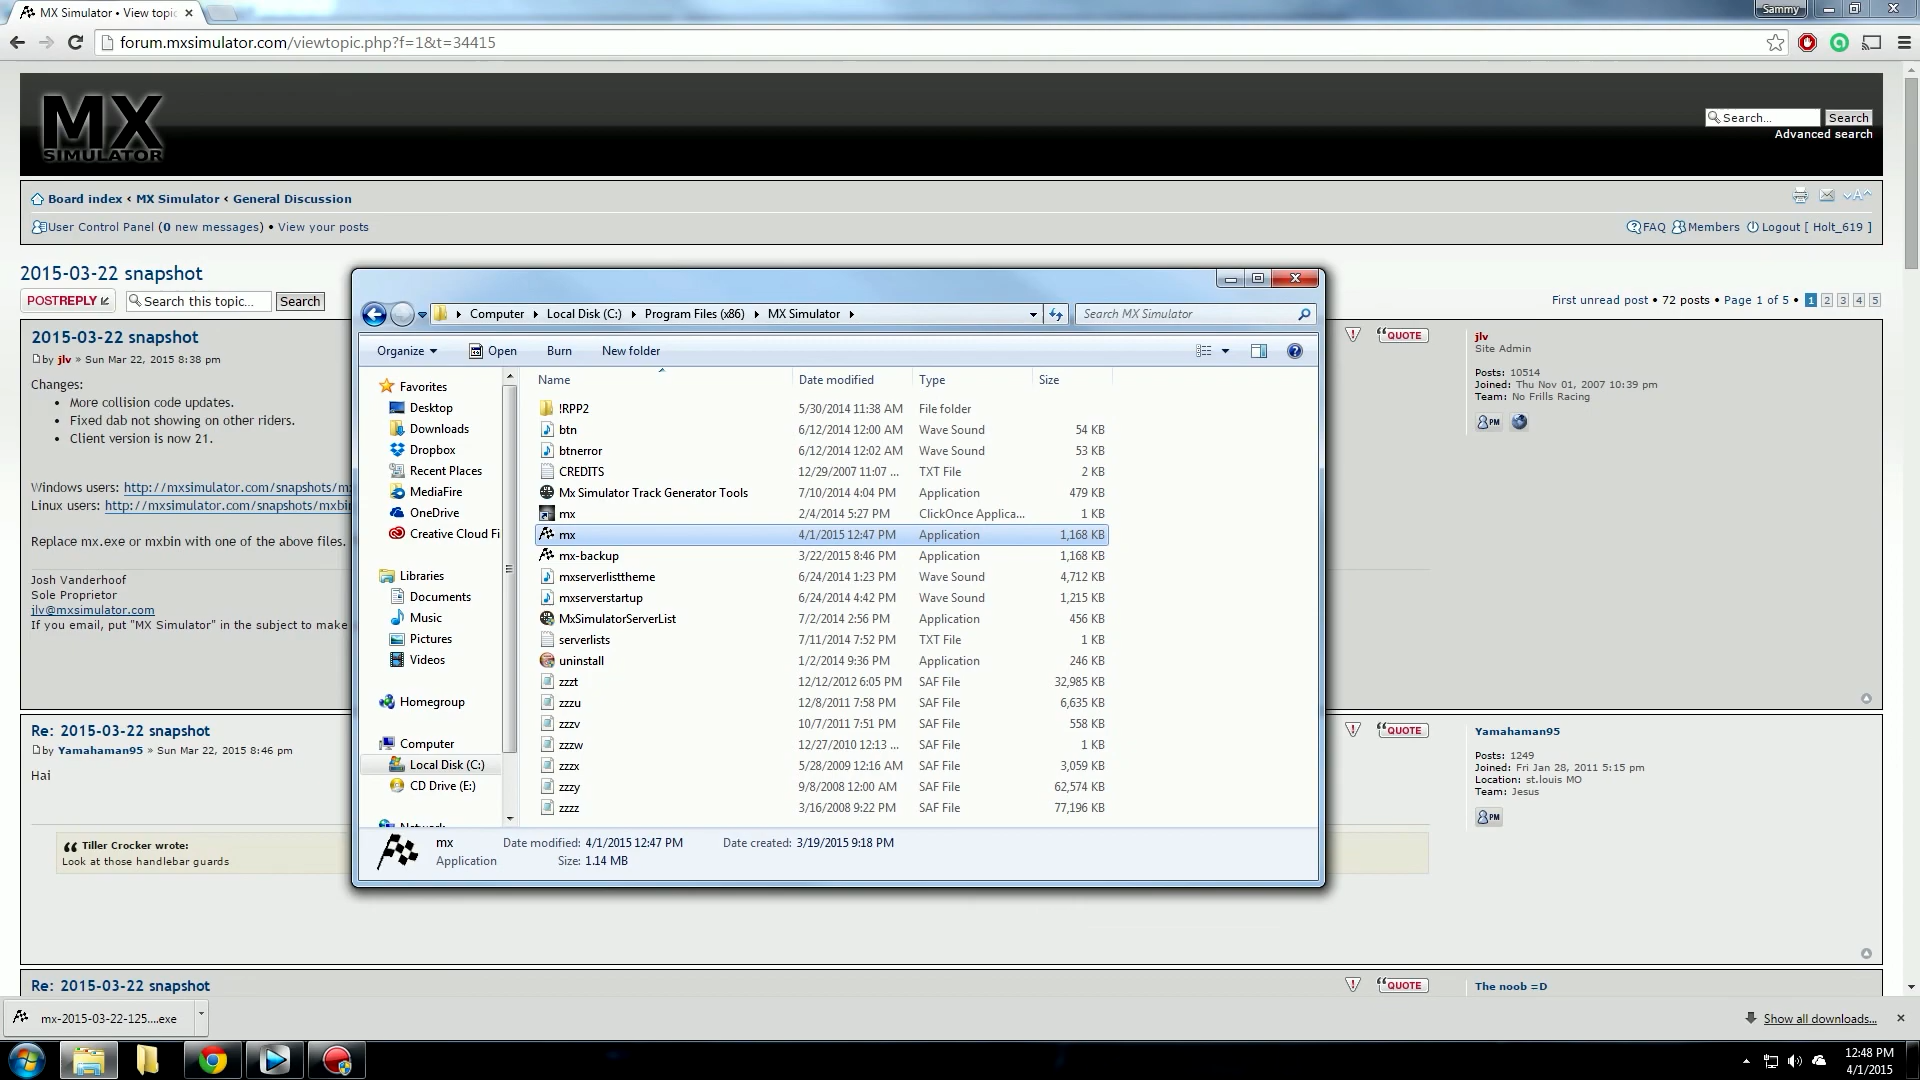 MX Simulator • View topic
Sammy
forum.mxsimulator.com/viewtopic.php?f=1&t=34415
MX
SIMULATOR
Search...
Search
Advanced search
Board index ‹ MX Simulator ‹ General Discussion
User Control Panel (0 new messages) • View your posts
FAQ Members Logout [ Holt_619 ]
2015-03-22 snapshot
POSTREPLY
Search this topic...
Search
First unread post • 72 posts • Page 1 of 5 • 1 2 3 4 5
2015-03-22 snapshot
by jlv » Sun Mar 22, 2015 8:38 pm
Changes:
• More collision code updates.
• Fixed dab not showing on other riders.
• Client version is now 21.
Windows users: http://mxsimulator.com/snapshots/m
Linux users: http://mxsimulator.com/snapshots/mxbi
Replace mx.exe or mxbin with one of the above files.
Josh Vanderhoof
Sole Proprietor
jlv@mxsimulator.com
If you email, put "MX Simulator" in the subject to make
QUOTE
jlv
Site Admin
Posts: 10514
Joined: Thu Nov 01, 2007 10:39 pm
Team: No Frills Racing
PM
Computer
Local Disk (C:)
Program Files (x86)
MX Simulator
Search MX Simulator
Organize
Open
Burn
New folder
Favorites
Desktop
Downloads
Dropbox
Recent Places
MediaFire
OneDrive
Creative Cloud Fi
Libraries
Documents
Music
Pictures
Videos
Homegroup
Computer
Local Disk (C:)
CD Drive (E:)
Network
Name Date modified Type Size
!RPP2 5/30/2014 11:38 AM File folder
btn 6/12/2014 12:00 AM Wave Sound 54 KB
btnerror 6/12/2014 12:02 AM Wave Sound 53 KB
CREDITS 12/29/2007 11:07 ... TXT File 2 KB
Mx Simulator Track Generator Tools 7/10/2014 4:04 PM Application 479 KB
mx 2/4/2014 5:27 PM ClickOnce Applica... 1 KB
mx 4/1/2015 12:47 PM Application 1,168 KB
mx-backup 3/22/2015 8:46 PM Application 1,168 KB
mxserverlisttheme 6/24/2014 1:23 PM Wave Sound 4,712 KB
mxserverstartup 6/24/2014 4:42 PM Wave Sound 1,215 KB
MxSimulatorServerList 7/2/2014 2:56 PM Application 456 KB
serverlists 7/11/2014 7:52 PM TXT File 1 KB
uninstall 1/2/2014 9:36 PM Application 246 KB
zzzt 12/12/2012 6:05 PM SAF File 32,985 KB
zzzu 12/8/2011 7:58 PM SAF File 6,635 KB
zzzv 10/7/2011 7:51 PM SAF File 558 KB
zzzw 12/27/2010 12:13 ... SAF File 1 KB
zzzx 5/28/2009 12:16 AM SAF File 3,059 KB
zzzy 9/8/2008 12:00 AM SAF File 62,574 KB
zzzz 3/16/2008 9:22 PM SAF File 77,196 KB
mx Date modified: 4/1/2015 12:47 PM Date created: 3/19/2015 9:18 PM
Application Size: 1.14 MB
Re: 2015-03-22 snapshot
by Yamahaman95 » Sun Mar 22, 2015 8:46 pm
Hai
Tiller Crocker wrote:
Look at those handlebar guards
QUOTE
Yamahaman95
Posts: 1249
Joined: Fri Jan 28, 2011 5:15 pm
Location: st.louis MO
Team: Jesus
PM
Re: 2015-03-22 snapshot
QUOTE
The noob =D
mx-2015-03-22-125....exe
Show all downloads...
12:48 PM
4/1/2015